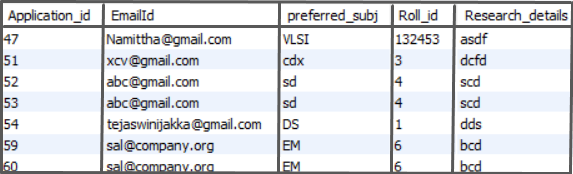 Application_id EmailId preferred_subj Roll_id Research_details
47 Namittha@gmail.com VLSI 132453 asdf
51 xcv@gmail.com cdx 3 dcfd
52 abc@gmail.com sd 4 scd
53 abc@gmail.com sd 4 scd
54 tejaswinijakka@gmail.com DS 1 dds
59 sal@company.org EM 6 bcd
60 sal@company.org EM 6 bcd